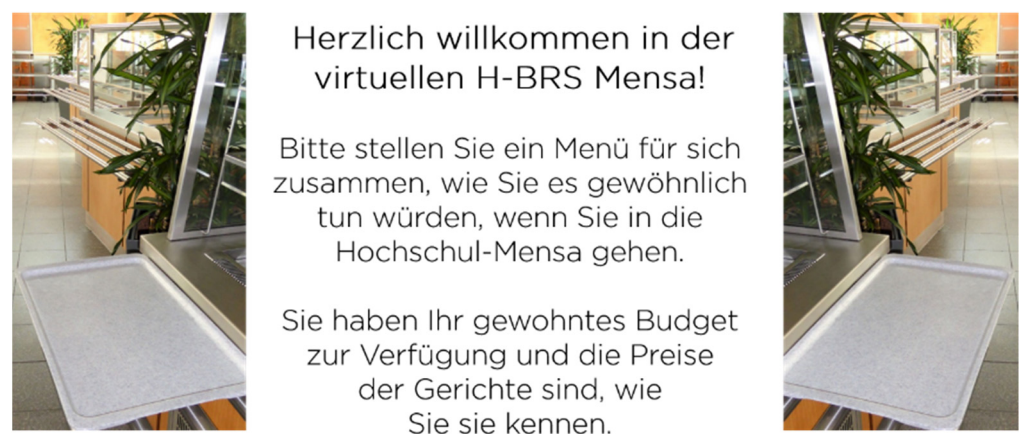 Herzlich willkommen in der
virtuellen H-BRS Mensa!
Bitte stellen Sie ein Menü für sich
zusammen, wie Sie es gewöhnlich
tun würden, wenn Sie in die
Hochschul-Mensa gehen.
Sie haben Ihr gewohntes Budget
zur Verfügung und die Preise
der Gerichte sind, wie
Sie sie kennen.